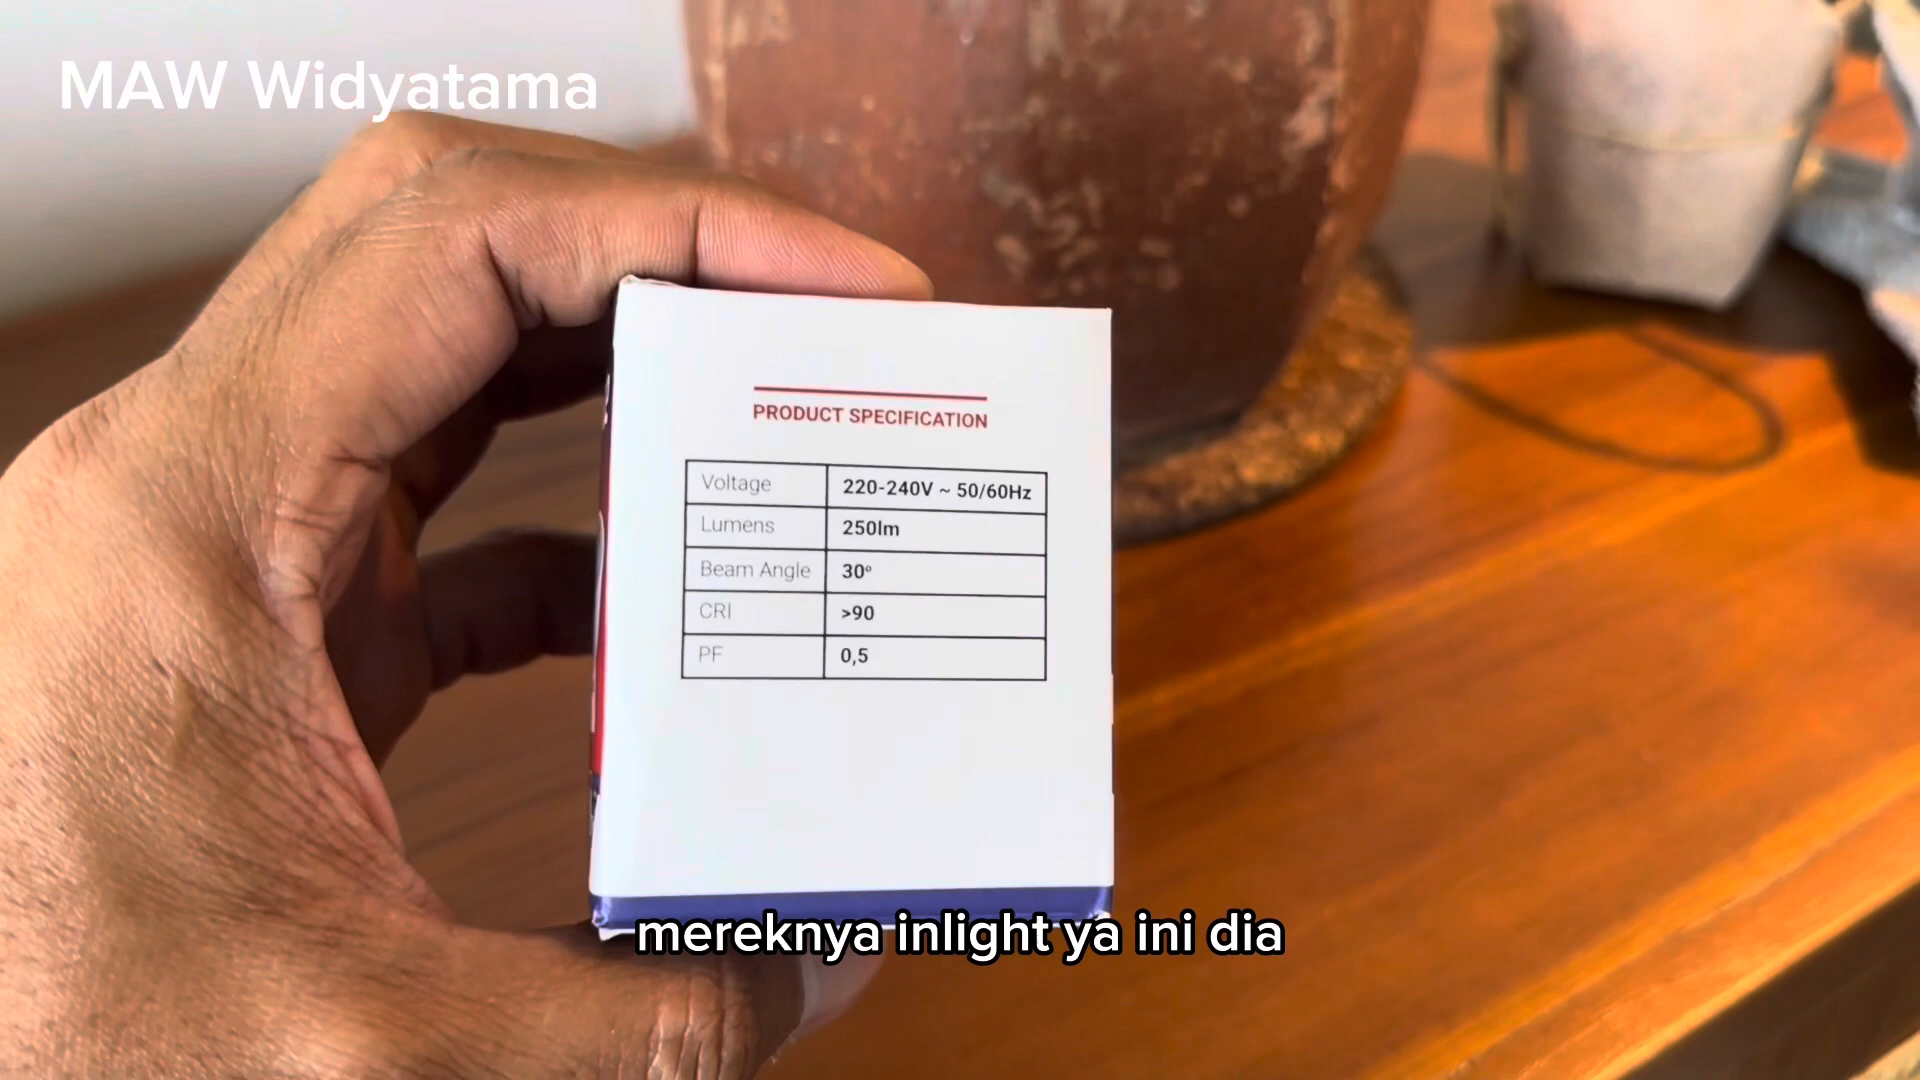 MAW Widyatama
PRODUCT SPECIFICATION
Voltage 220-240V ~ 50/60Hz
Lumens 250lm
Beam Angle 30°
CRI >90
PF 0,5
mereknya inlight ya ini dia